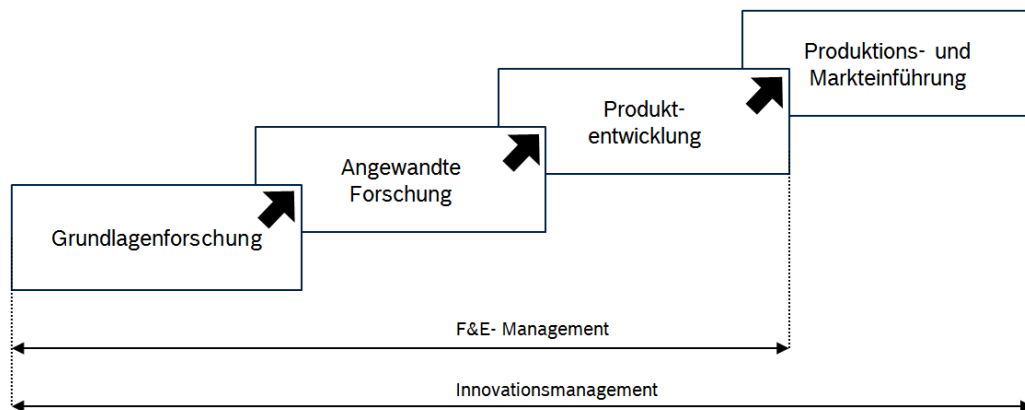 Produktions- und
Markteinführung
Produkt-
entwicklung
Angewandte
Forschung
Grundlagenforschung
F&E- Management
Innovationsmanagement